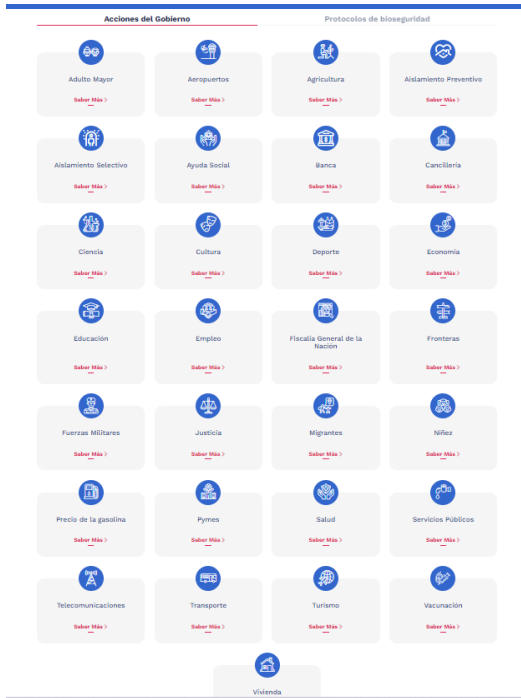 Acciones del Gobierno Protocolos de bioseguridad
Adulto Mayor Aeropuertos Agricultura Aislamiento Preventivo
Saber Más > Saber Más > Saber Más > Saber Más >
Aislamiento Selectivo Ayuda Social Banca Cancillería
Saber Más > Saber Más > Saber Más > Saber Más >
Ciencia Cultura Deporte Economía
Saber Más > Saber Más > Saber Más > Saber Más >
Educación Empleo Fiscalía General de la Fronteras
Nación
Saber Más > Saber Más > Saber Más > Saber Más >
Fuerzas Militares Justicia Migrantes Niñez
Saber Más > Saber Más > Saber Más > Saber Más >
Precio de la gasolina Pymes Salud Servicios Públicos
Saber Más > Saber Más > Saber Más > Saber Más >
Telecomunicaciones Transporte Turismo Vacunación
Saber Más > Saber Más > Saber Más > Saber Más >
Vivienda